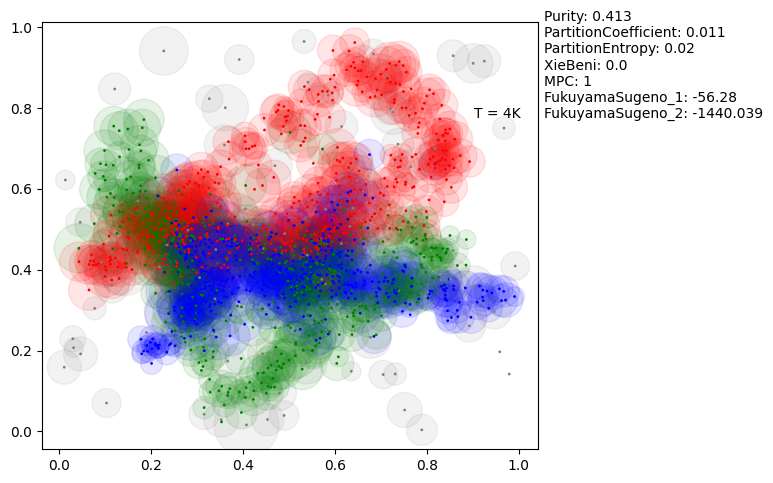 Purity: 0.413
PartitionCoefficient: 0.011
PartitionEntropy: 0.02
XieBeni: 0.0
MPC: 1
FukuyamaSugeno_1: -56.28
FukuyamaSugeno_2: -1440.039
T = 4K
1.0
0.8
0.6
0.4
0.2
0.0
0.0 0.2 0.4 0.6 0.8 1.0